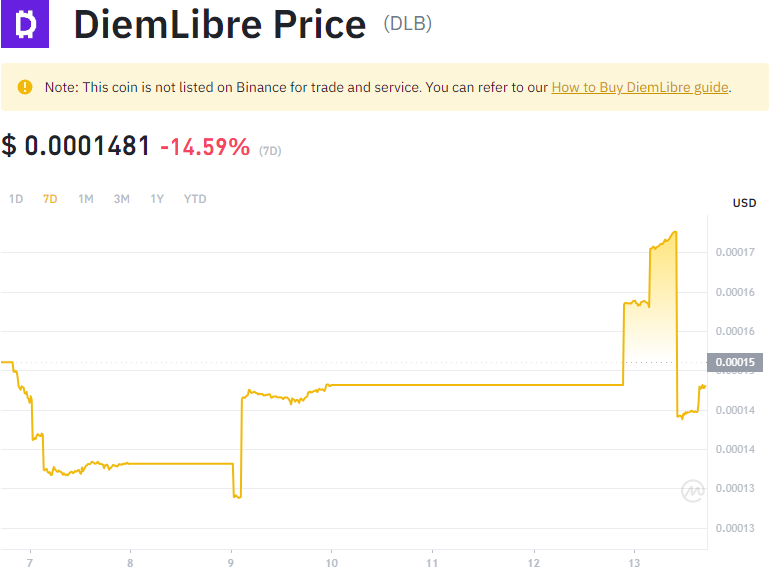 DiemLibre Price (DLB)
Note: This coin is not listed on Binance for trade and service. You can refer to our How to Buy DiemLibre guide.
$ 0.0001481 -14.59% (7D)
1D 7D 1M 3M 1Y YTD
USD
0.00017
0.00016
0.00016
0.00015
0.00014
0.00014
0.00013
0.00013
7 8 9 10 11 12 13